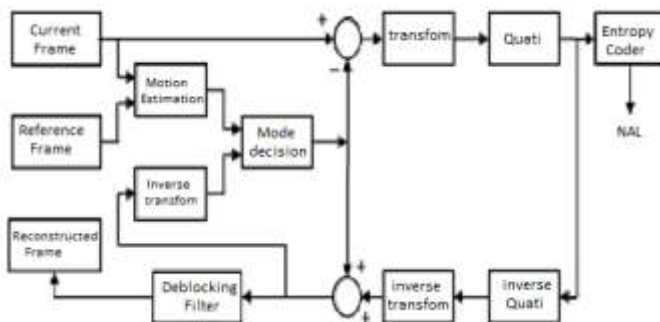 Current
Frame
+
transfom
Quati
Entropy
Coder
−
Motion
Estimation
NAL
Reference
Frame
Mode
decision
Inverse
transfom
Reconstructed
Frame
Deblocking
Filter
+
+
inverse
transfom
inverse
Quati